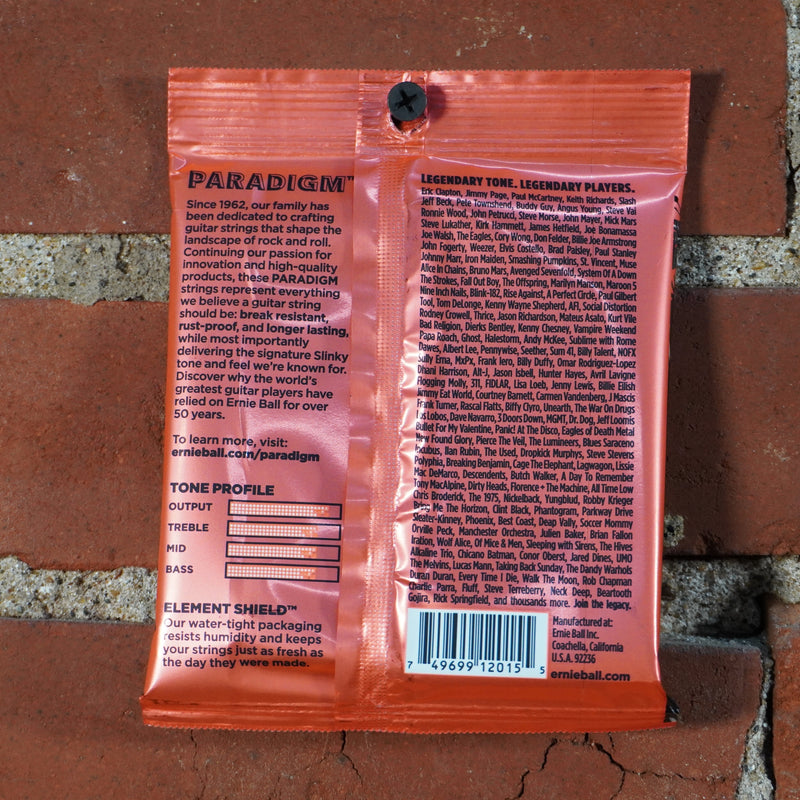 PARADIGM™
Since 1962, our family has
been dedicated to crafting
guitar strings that shape the
landscape of rock and roll.
Continuing our passion for
innovation and high-quality
products, these PARADIGM
strings represent everything
we believe a guitar string
should be: break resistant,
rust-proof, and longer lasting,
while most importantly
delivering the signature Slinky
tone and feel we're known for.
Discover why the world's
greatest guitar players have
relied on Ernie Ball for over
50 years.
To learn more, visit:
ernieball.com/paradigm
TONE PROFILE
OUTPUT
TREBLE
MID
BASS
ELEMENT SHIELD™
Our water-tight packaging
resists humidity and keeps
your strings just as fresh as
the day they were made.
LEGENDARY TONE. LEGENDARY PLAYERS.
Eric Clapton, Jimmy Page, Paul McCartney, Keith Richards, Slash
Jeff Beck, Pete Townshend, Buddy Guy, Angus Young, Steve Vai
Ronnie Wood, John Petrucci, Steve Morse, John Mayer, Mick Mars
Steve Lukather, Kirk Hammett, James Hetfield, Joe Bonamassa
Joe Walsh, The Eagles, Cory Wong, Don Felder, Billie Joe Armstrong
John Fogerty, Weezer, Elvis Costello, Brad Paisley, Paul Stanley
Johnny Marr, Iron Maiden, Smashing Pumpkins, St. Vincent, Muse
Alice in Chains, Bruno Mars, Avenged Sevenfold, System Of A Down
The Strokes, Fall Out Boy, The Offspring, Marilyn Manson, Maroon 5
Nine Inch Nails, Blink-182, Rise Against, A Perfect Circle, Paul Gilbert
Tool, Tom DeLonge, Kenny Wayne Shepherd, AFI, Social Distortion
Rodney Crowell, Thrice, Jason Richardson, Mateus Asato, Kurt Vile
Bad Religion, Dierks Bentley, Kenny Chesney, Vampire Weekend
Papa Roach, Ghost, Halestorm, Andy McKee, Sublime with Rome
Dawes, Albert Lee, Pennywise, Seether, Sum 41, Billy Talent, NOFX
Sully Erna, MxPx, Frank Iero, Billy Duffy, Omar Rodriguez-Lopez
Dhani Harrison, Alt-J, Jason Isbell, Hunter Hayes, Avril Lavigne
Flogging Molly, 311, FIDLAR, Lisa Loeb, Jenny Lewis, Billie Eilish
Jimmy Eat World, Courtney Barnett, Carmen Vandenberg, J Mascis
Frank Turner, Rascal Flatts, Biffy Clyro, Unearth, The War On Drugs
Los Lobos, Dave Navarro, 3 Doors Down, MGMT, Dr. Dog, Jeff Loomis
Bullet For My Valentine, Panic! At The Disco, Eagles of Death Metal
New Found Glory, Pierce The Veil, The Lumineers, Blues Saraceno
Incubus, Ilan Rubin, The Used, Dropkick Murphys, Steve Stevens
Polyphia, Breaking Benjamin, Cage The Elephant, Lagwagon, Lissie
Mac DeMarco, Descendents, Butch Walker, A Day To Remember
Tony MacAlpine, Dirty Heads, Florence + The Machine, All Time Low
Chris Broderick, The 1975, Nickelback, Yungblud, Robby Krieger
Bring Me The Horizon, Clint Black, Phantogram, Parkway Drive
Sleater-Kinney, Phoenix, Best Coast, Deap Vally, Soccer Mommy
Orville Peck, Manchester Orchestra, Julien Baker, Brian Fallon
Iration, Wolf Alice, Of Mice & Men, Sleeping with Sirens, The Hives
Alkaline Trio, Chicano Batman, Conor Oberst, Jared Dines, UMO
The Melvins, Lucas Mann, Taking Back Sunday, The Dandy Warhols
Duran Duran, Every Time I Die, Walk The Moon, Rob Chapman
Charlie Parra, Fluff, Steve Terreberry, Neck Deep, Beartooth
Gojira, Rick Springfield, and thousands more. Join the legacy.
7 49699 12015 5
Manufactured at:
Ernie Ball Inc.
Coachella, California
U.S.A. 92236
ernieball.com